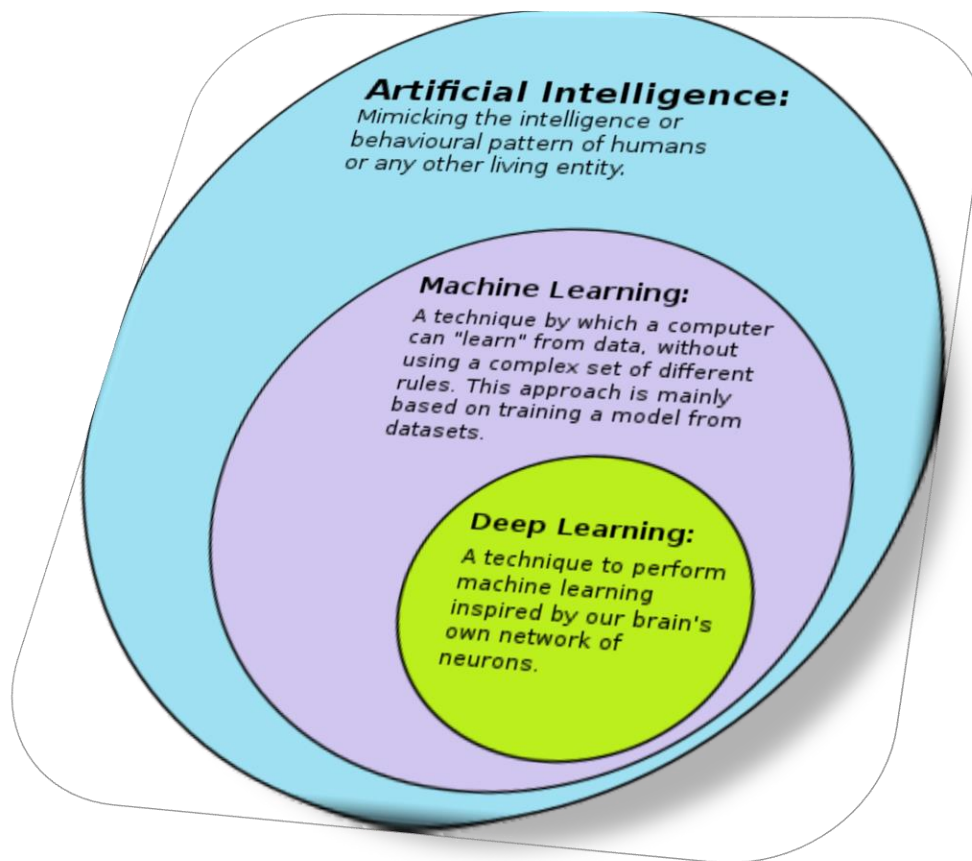 Artificial Intelligence:
Mimicking the intelligence or
behavioural pattern of humans
or any other living entity.
Machine Learning:
A technique by which a computer
can "learn" from data, without
using a complex set of different
rules. This approach is mainly
based on training a model from
datasets.
Deep Learning:
A technique to perform
machine learning
inspired by our brain's
own network of
neurons.